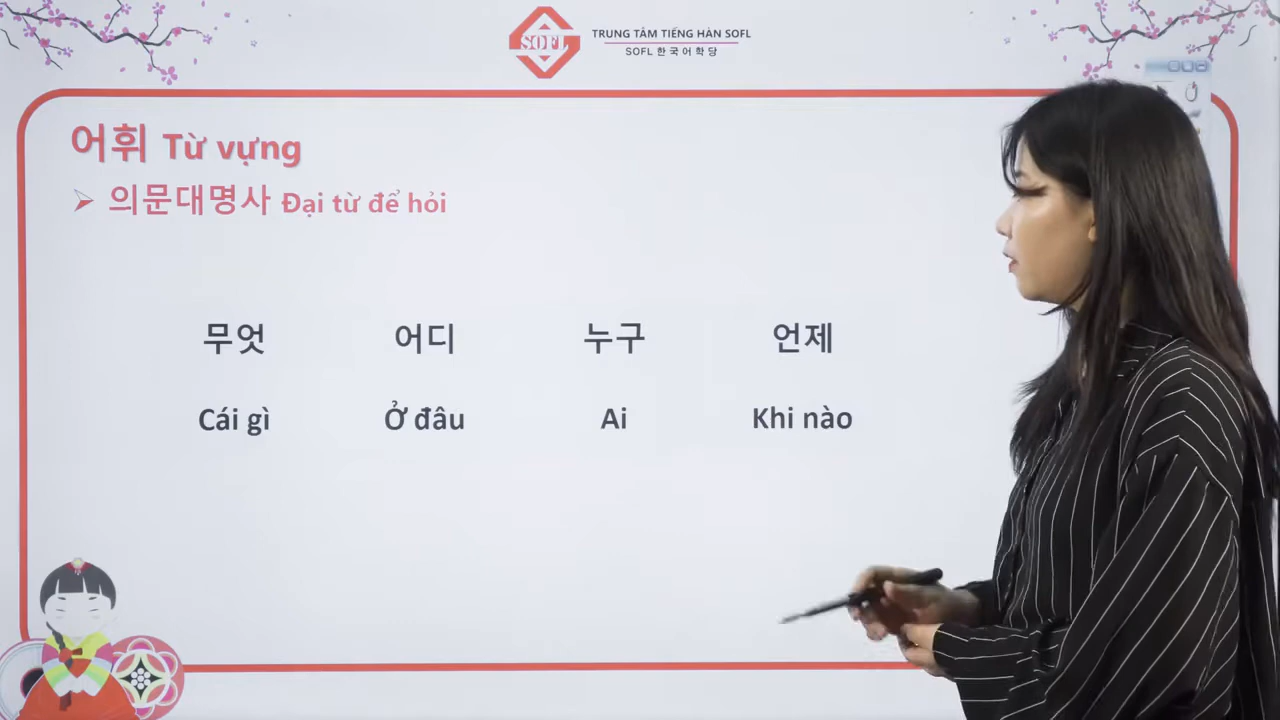 SOFL
TRUNG TÂM TIẾNG HÀN SOFL
SOFL 한국어학당
어휘 Từ vựng
의문대명사 Đại từ để hỏi
무엇 어디 누구 언제
Cái gì Ở đâu Ai Khi nào